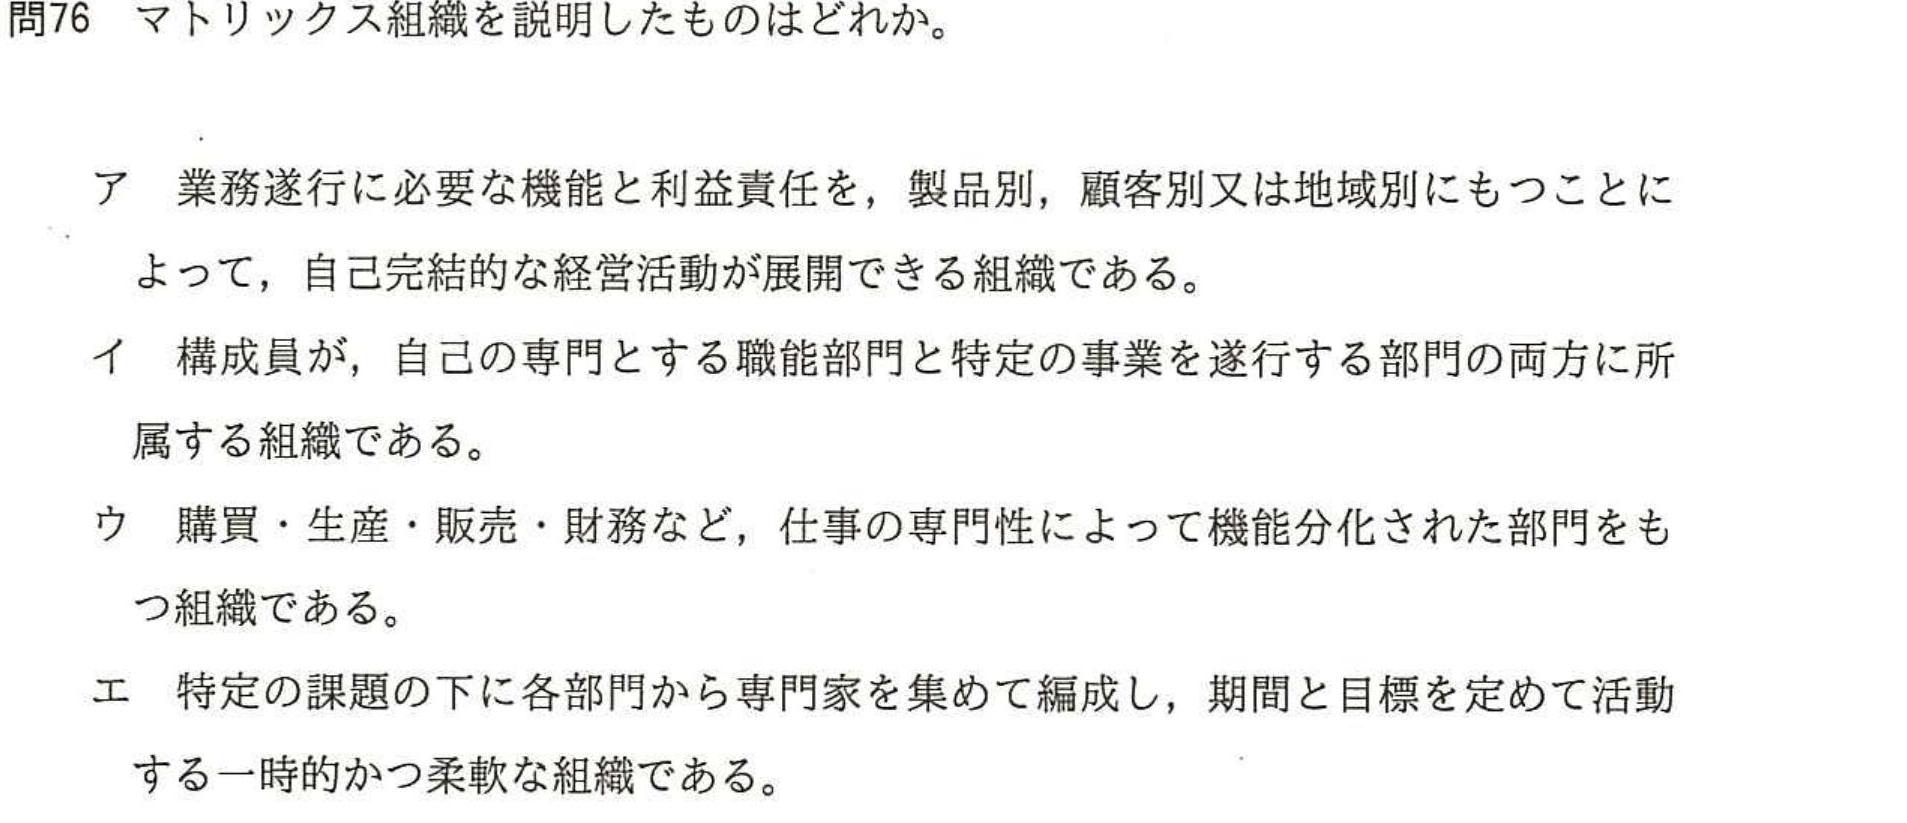 問76　マトリックス組織を説明したものはどれか。
ア　業務遂行に必要な機能と利益責任を，製品別，顧客別又は地域別にもつことに
よって，自己完結的な経営活動が展開できる組織である。
イ　構成員が，自己の専門とする職能部門と特定の事業を遂行する部門の両方に所
属する組織である。
ウ　購買・生産・販売・財務など，仕事の専門性によって機能分化された部門をも
つ組織である。
エ　特定の課題の下に各部門から専門家を集めて編成し，期間と目標を定めて活動
する一時的かつ柔軟な組織である。